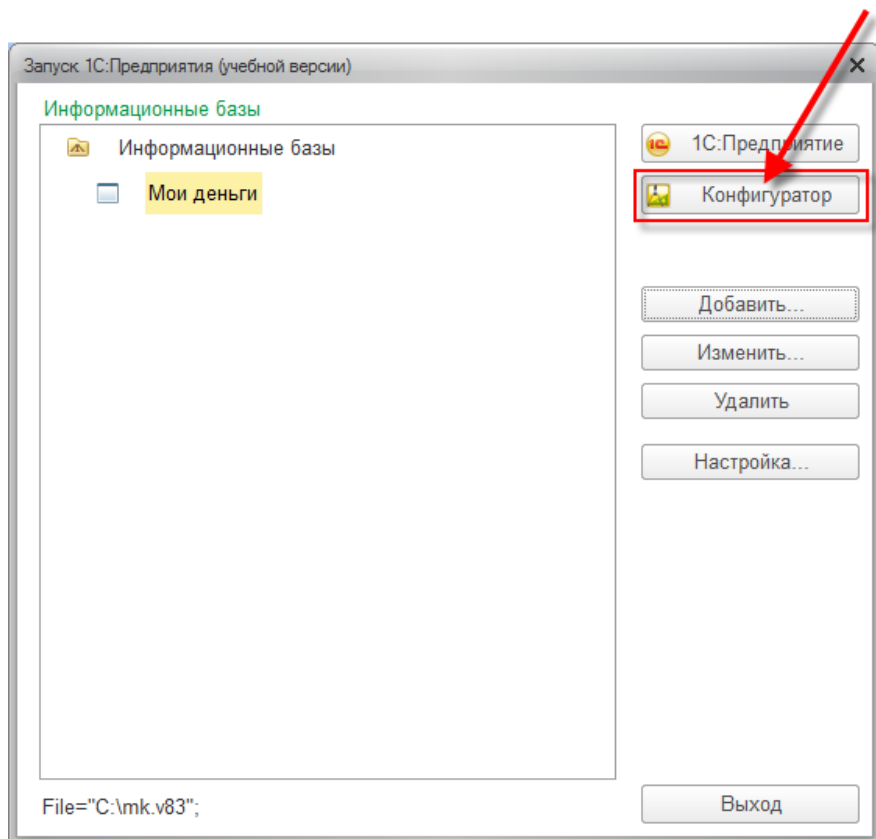 Запуск 1С:Предприятия (учебной версии)
Информационные базы
Информационные базы
Мои деньги
1С:Предприятие
Конфигуратор
Добавить...
Изменить...
Удалить
Настройка...
File="C:\mk.v83";
Выход